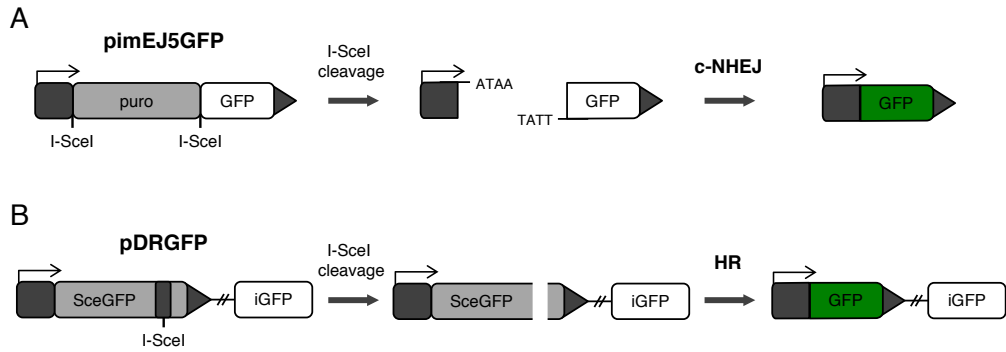 A
pimEJ5GFP
I-SceI
cleavage
c-NHEJ
puro
GFP
ATAA
GFP
TATT
GFP
I-SceI
I-SceI
B
pDRGFP
I-SceI
cleavage
HR
SceGFP
iGFP
SceGFP
iGFP
GFP
iGFP
I-SceI